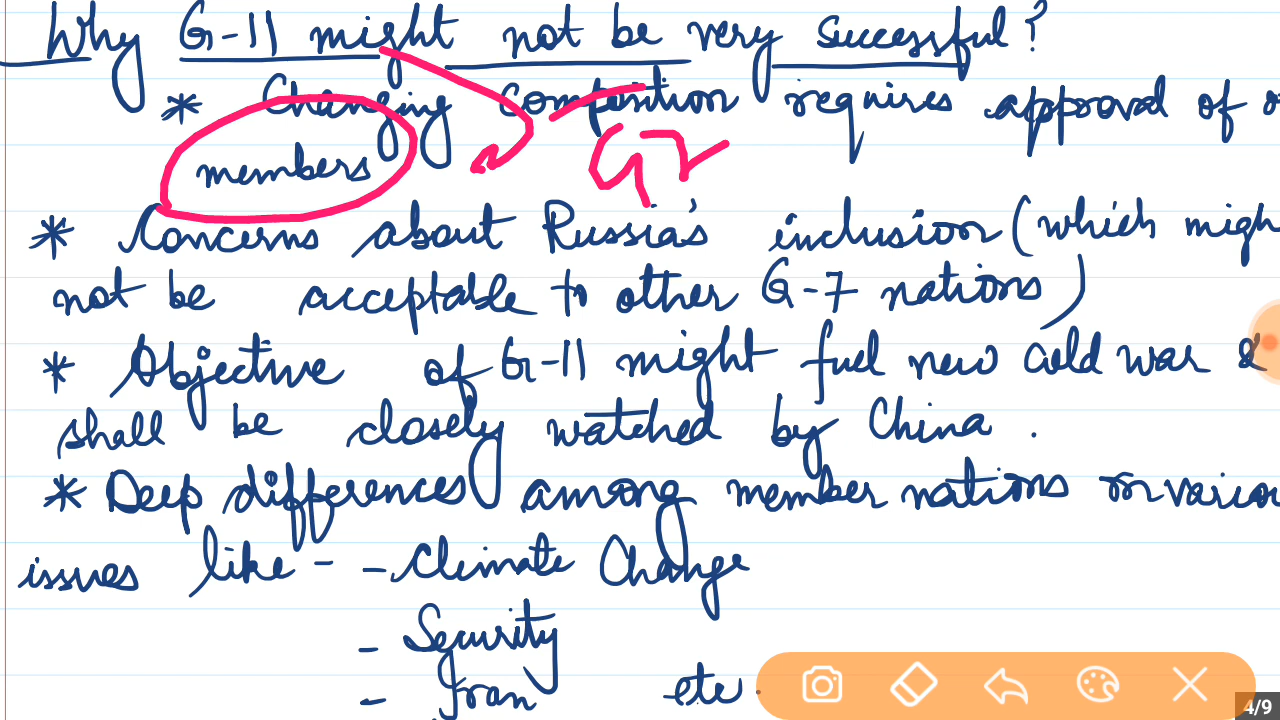 Why G-11 might not be very successful?
* Changing composition requires approval of
members
G7
* Concerns about Russia's inclusion (which migh
not be acceptable to other G-7 nations)
* Objective of G-11 might fuel new cold war &
shall be closely watched by China.
* Deep differences among member nations on variou
issues like - - Climate Change
- Security
- Iran etc.
4/9